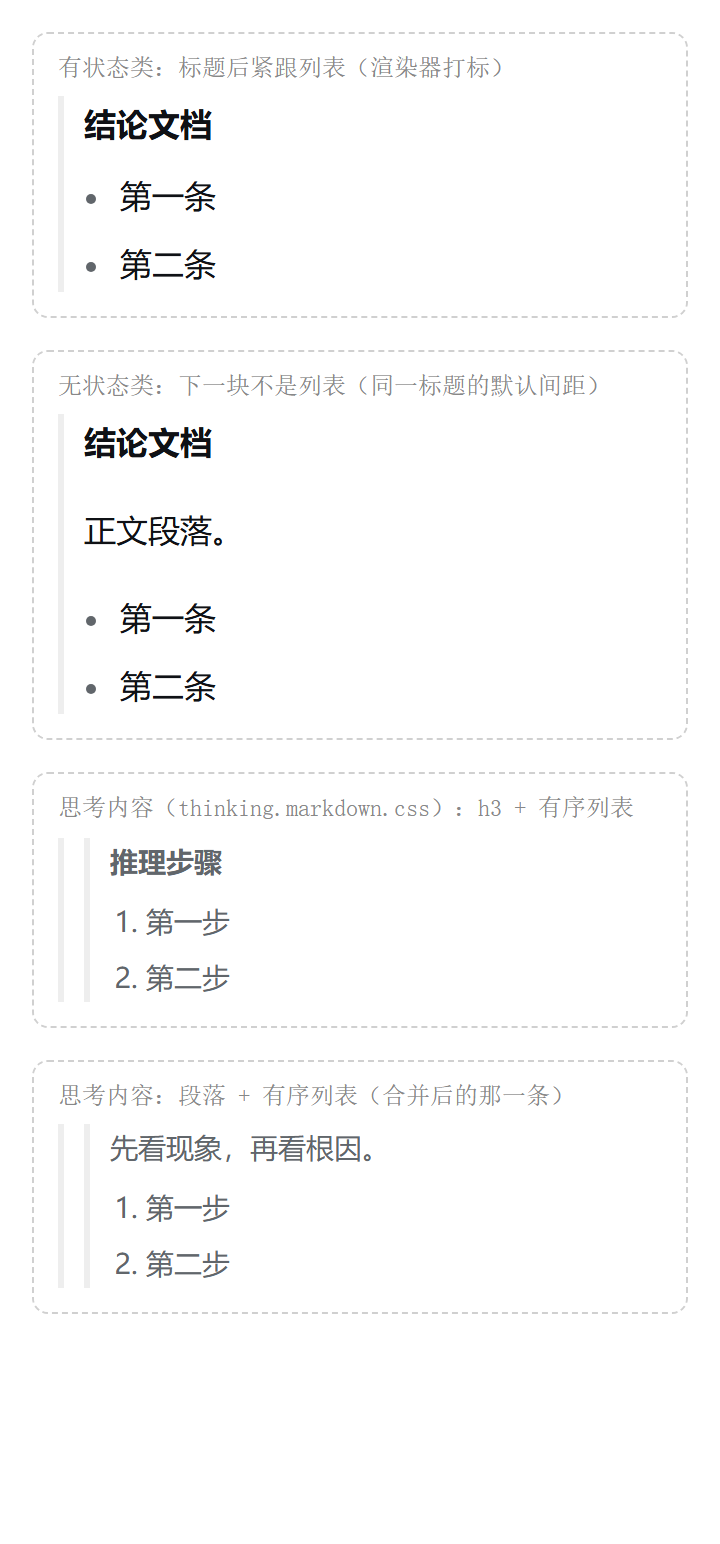 有状态类：标题后紧跟列表（渲染器打标）
结论文档
• 第一条
• 第二条
无状态类：下一块不是列表（同一标题的默认间距）
结论文档
正文段落。
• 第一条
• 第二条
思考内容（thinking.markdown.css）：h3 + 有序列表
推理步骤
1. 第一步
2. 第二步
思考内容：段落 + 有序列表（合并后的那一条）
先看现象，再看根因。
1. 第一步
2. 第二步